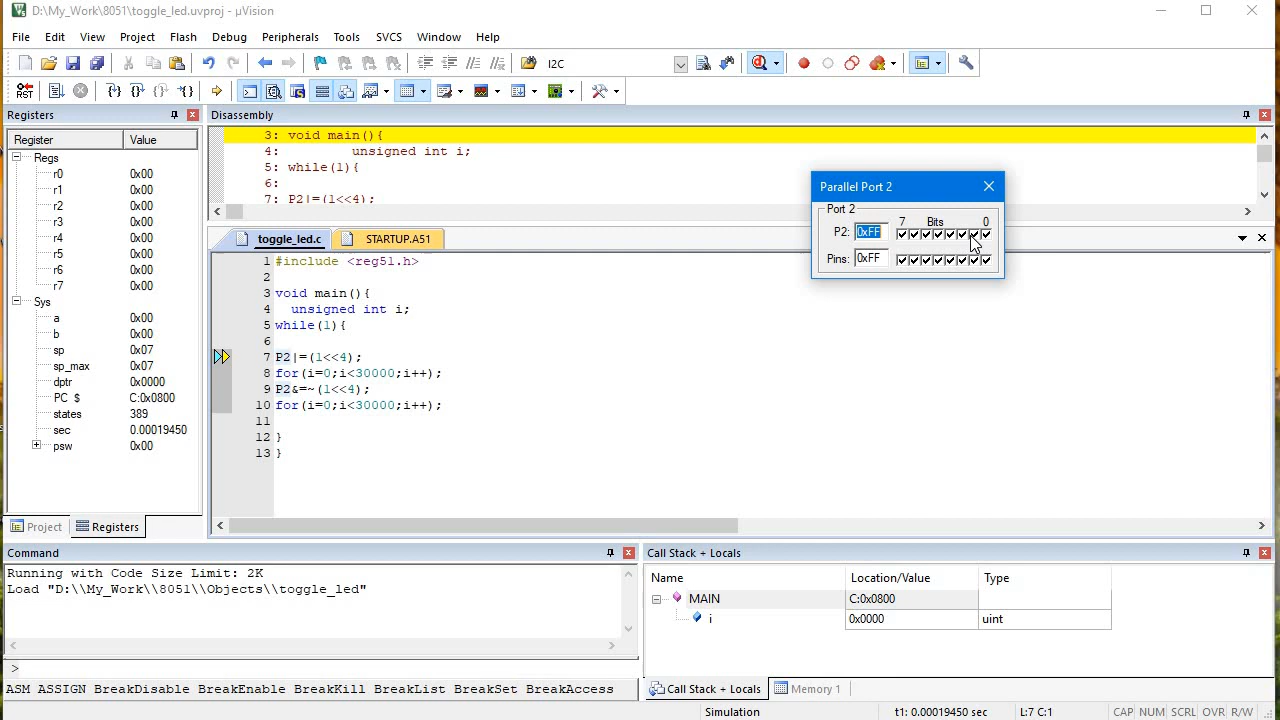 D:\My_Work\8051\toggle_led.uvproj - µVision
File Edit View Project Flash Debug Peripherals Tools SVCS Window Help
I2C
RST
Registers
Register Value
Regs
r0 0x00
r1 0x00
r2 0x00
r3 0x00
r4 0x00
r5 0x00
r6 0x00
r7 0x00
Sys
a 0x00
b 0x00
sp 0x07
sp_max 0x07
dptr 0x0000
PC $ C:0x0800
states 389
sec 0.00019450
psw 0x00
Project Registers
Disassembly
3: void main(){
4: unsigned int i;
5: while(1){
6:
7: P2|=(1<<4);
Parallel Port 2
Port 2
7 Bits 0
P2: 0xFF
Pins: 0xFF
toggle_led.c STARTUP.A51
1 #include <reg51.h>
2
3 void main(){
4 unsigned int i;
5 while(1){
6
7 P2|=(1<<4);
8 for(i=0;i<30000;i++);
9 P2&=~(1<<4);
10 for(i=0;i<30000;i++);
11
12 }
13 }
Command
Running with Code Size Limit: 2K
Load "D:\\My_Work\\8051\\Objects\\toggle_led"
>
ASM ASSIGN BreakDisable BreakEnable BreakKill BreakList BreakSet BreakAccess
Call Stack + Locals
Name Location/Value Type
MAIN C:0x0800
i 0x0000 uint
Call Stack + Locals Memory 1
Simulation t1: 0.00019450 sec L:7 C:1 CAP NUM SCRL OVR R/W